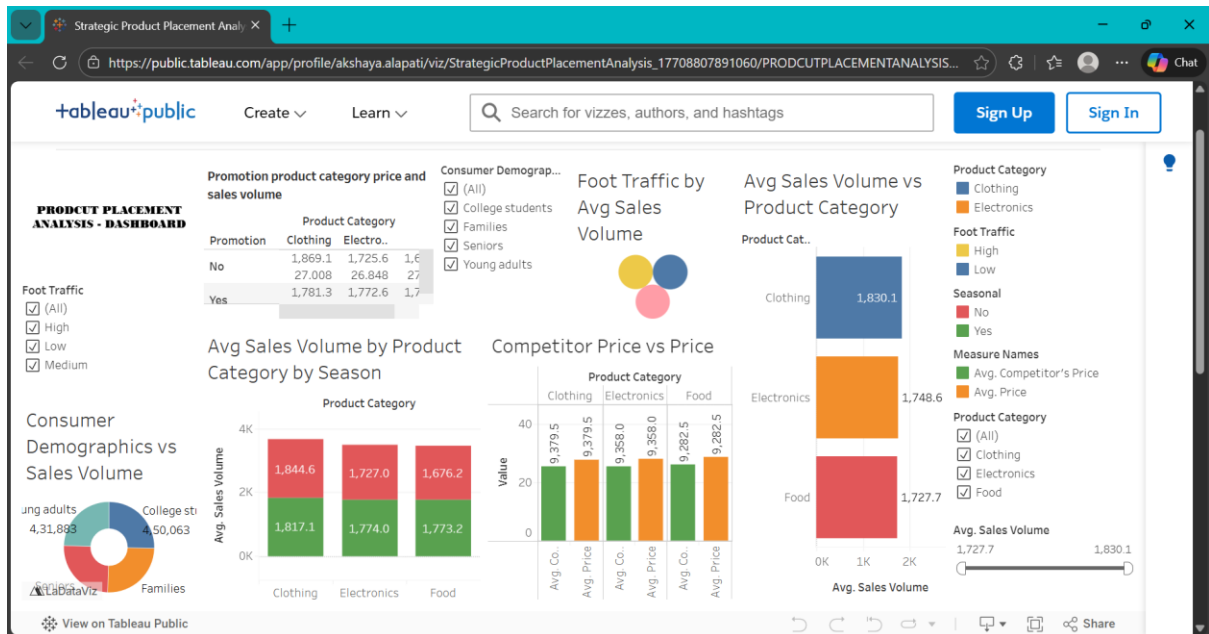 Strategic Product Placement Analy
https://public.tableau.com/app/profile/akshaya.alapati/viz/StrategicProductPlacementAnalysis_17708807891060/PRODCUTPLACEMENTANALYSIS...
Chat
+ableau public
Create
Learn
Search for vizzes, authors, and hashtags
Sign Up
Sign In
PRODCUT PLACEMENT
ANALYSIS - DASHBOARD
Foot Traffic
(All)
High
Low
Medium
Promotion product category price and
sales volume
Product Category
Promotion Clothing Electro..
No 1,869.1 1,725.6 1,6
27.008 26.848 27
Yes 1,781.3 1,772.6 1,7
Consumer Demograp...
(All)
College students
Families
Seniors
Young adults
Foot Traffic by
Avg Sales
Volume
Avg Sales Volume vs
Product Category
Product Cat..
Clothing 1,830.1
Electronics 1,748.6
Food 1,727.7
0K 1K 2K
Avg. Sales Volume
Product Category
Clothing
Electronics
Foot Traffic
High
Low
Seasonal
No
Yes
Measure Names
Avg. Competitor's Price
Avg. Price
Product Category
(All)
Clothing
Electronics
Food
Avg. Sales Volume
1,727.7 1,830.1
Consumer
Demographics vs
Sales Volume
ung adults
4,31,883
College st
4,50,063
Seniors
Families
LaDataViz
Avg Sales Volume by Product
Category by Season
Product Category
Avg. Sales Volume
4K
2K
0K
1,844.6 1,727.0 1,676.2
1,817.1 1,774.0 1,773.2
Clothing Electronics Food
Competitor Price vs Price
Product Category
Clothing Electronics Food
Value
40
20
0
9,379.5 9,379.5 9,358.0 9,358.0 9,282.5 9,282.5
Avg. Co.. Avg. Price Avg. Co.. Avg. Price Avg. Co.. Avg. Price
View on Tableau Public
Share